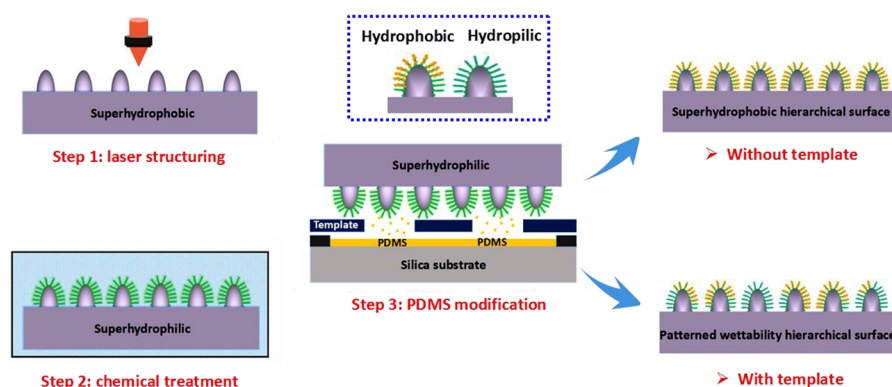 Superhydrophobic
Step 1: laser structuring
Superhydrophilic
Step 2: chemical treatment
Hydrophobic Hydropilic
Superhydrophilic
Template
PDMS PDMS
Silica substrate
Step 3: PDMS modification
Superhydrophobic hierarchical surface
➢ Without template
Patterned wettability hierarchical surface
➢ With template